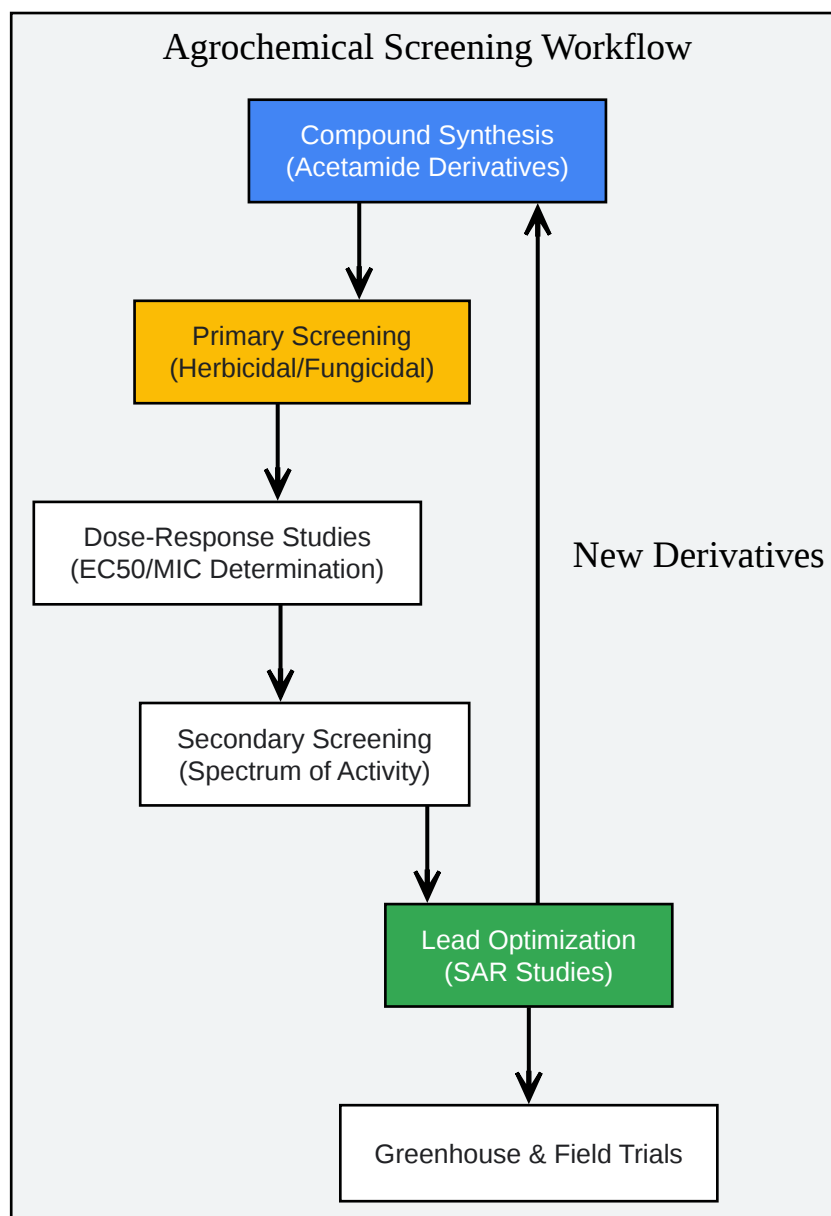 Agrochemical Screening Workflow
Compound Synthesis
(Acetamide Derivatives)
Primary Screening
(Herbicidal/Fungicidal)
Dose-Response Studies
(EC50/MIC Determination)
New Derivatives
Secondary Screening
(Spectrum of Activity)
Lead Optimization
(SAR Studies)
Greenhouse & Field Trials